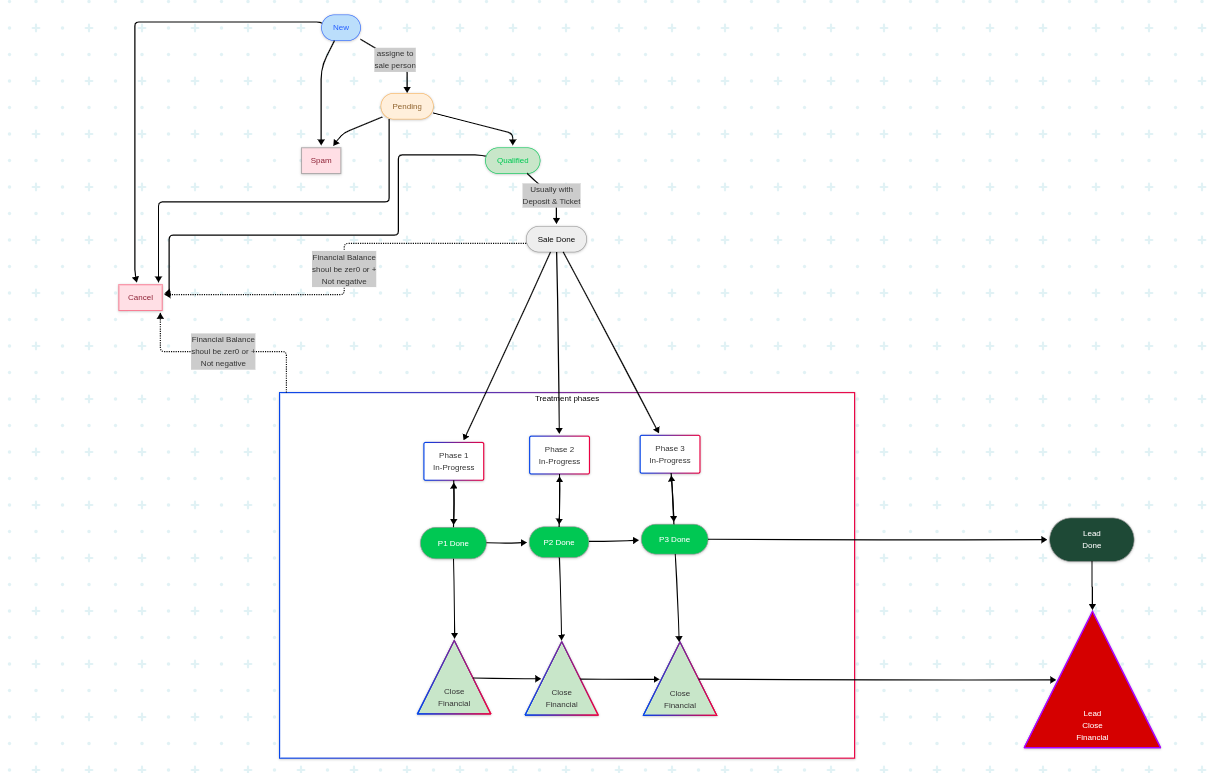 New
assigne to
sale person
Pending
Spam
Qualified
Usually with
Deposit & Ticket
Sale Done
Financial Balance
shoul be zer0 or +
Not negative
Cancel
Financial Balance
shoul be zer0 or +
Not negative
Treatment phases
Phase 1
In-Progress
Phase 2
In-Progress
Phase 3
In-Progress
P1 Done
P2 Done
P3 Done
Lead
Done
Close
Financial
Close
Financial
Close
Financial
Lead
Close
Financial